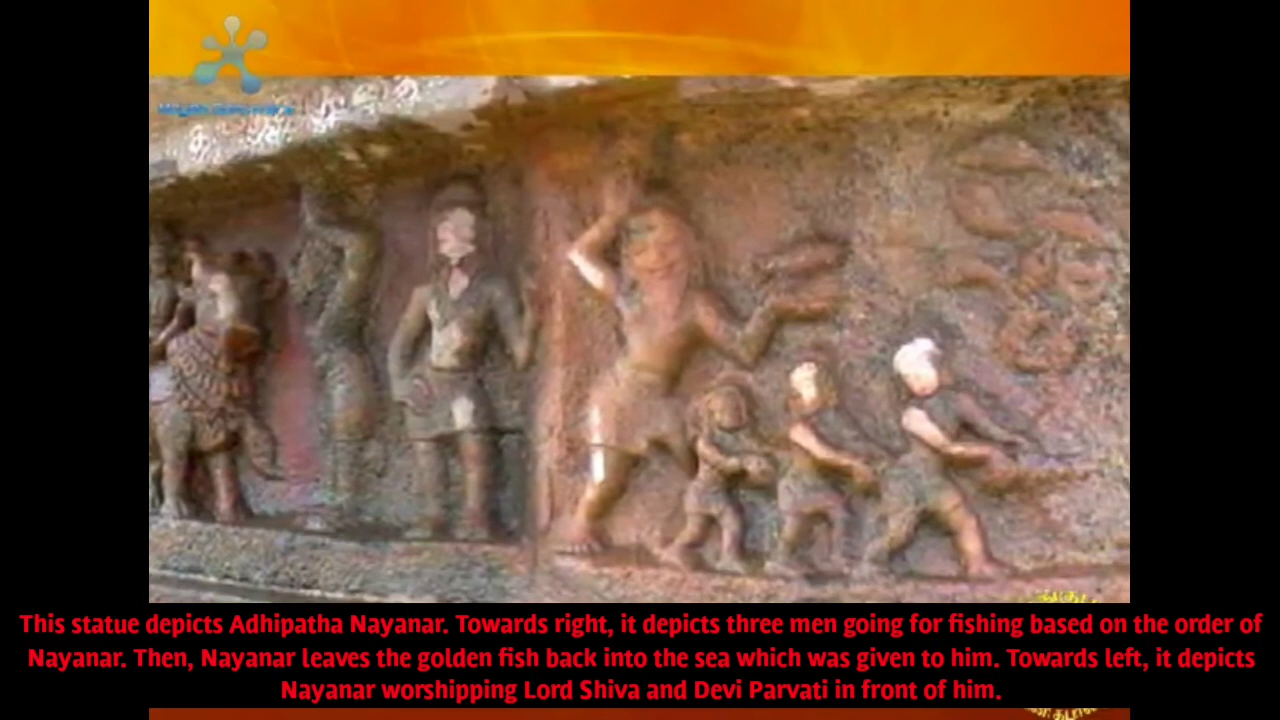 This statue depicts Adhipatha Nayanar. Towards right, it depicts three men going for fishing based on the order of
Nayanar. Then, Nayanar leaves the golden fish back into the sea which was given to him. Towards left, it depicts
Nayanar worshipping Lord Shiva and Devi Parvati in front of him.